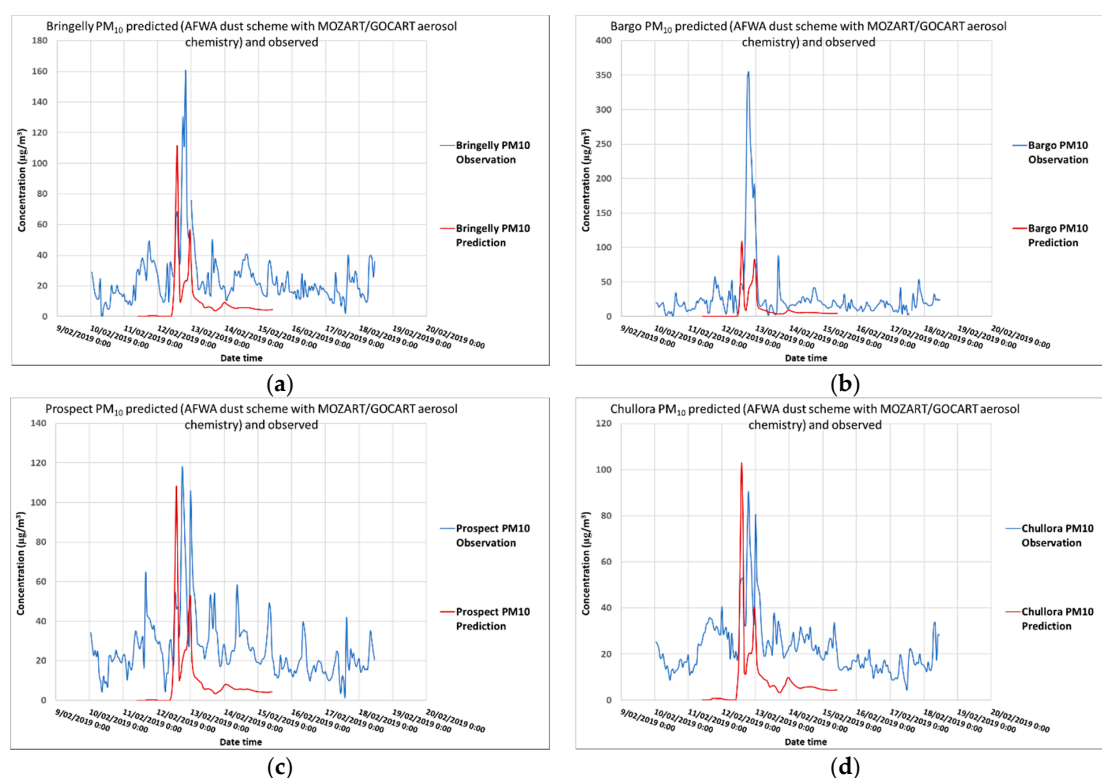 Bringelly PM10 predicted (AFWA dust scheme with MOZART/GOCART aerosol
chemistry) and observed
180
160
140
120
100
80
60
40
20
0
Concentration (µg/m³)
9/02/2019 0:00
10/02/2019 0:00
11/02/2019 0:00
12/02/2019 0:00
13/02/2019 0:00
14/02/2019 0:00
15/02/2019 0:00
16/02/2019 0:00
17/02/2019 0:00
18/02/2019 0:00
19/02/2019 0:00
20/02/2019 0:00
Date time
Bringelly PM10
Observation
Bringelly PM10
Prediction
(a)
Bargo PM10 predicted (AFWA dust scheme with MOZART/GOCART aerosol
chemistry) and observed
400
350
300
250
200
150
100
50
0
Concentration (µg/m³)
9/02/2019 0:00
10/02/2019 0:00
11/02/2019 0:00
12/02/2019 0:00
13/02/2019 0:00
14/02/2019 0:00
15/02/2019 0:00
16/02/2019 0:00
17/02/2019 0:00
18/02/2019 0:00
19/02/2019 0:00
20/02/2019 0:00
Date time
Bargo PM10
Observation
Bargo PM10
Prediction
(b)
Prospect PM10 predicted (AFWA dust scheme with MOZART/GOCART aerosol
chemistry) and observed
140
120
100
80
60
40
20
0
Concentration (µg/m³)
9/02/2019 0:00
10/02/2019 0:00
11/02/2019 0:00
12/02/2019 0:00
13/02/2019 0:00
14/02/2019 0:00
15/02/2019 0:00
16/02/2019 0:00
17/02/2019 0:00
18/02/2019 0:00
19/02/2019 0:00
20/02/2019 0:00
Date time
Prospect PM10
Observation
Prospect PM10
Prediction
(c)
Chullora PM10 predicted (AFWA dust scheme with MOZART/GOCART aerosol
chemistry) and observed
120
100
80
60
40
20
0
Concentration (µg/m³)
9/02/2019 0:00
10/02/2019 0:00
11/02/2019 0:00
12/02/2019 0:00
13/02/2019 0:00
14/02/2019 0:00
15/02/2019 0:00
16/02/2019 0:00
17/02/2019 0:00
18/02/2019 0:00
19/02/2019 0:00
20/02/2019 0:00
Date time
Chullora PM10
Observation
Chullora PM10
Prediction
(d)